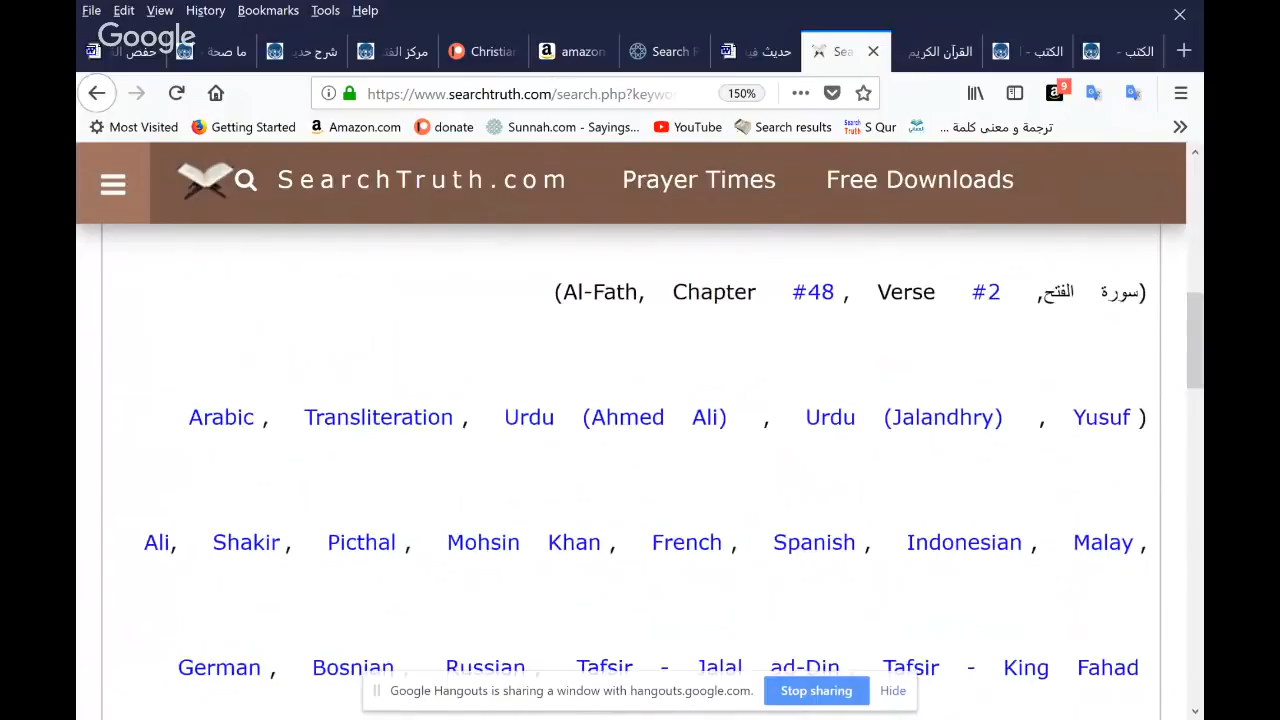 File Edit View History Bookmarks Tools Help
Google
حفص ال ما صحة - شرح حدي مركز الفتـ Christian amazon Search R حديث في Sea القرآن الكريم الكتب - ا الكتب -
https://www.searchtruth.com/search.php?keywo 150% 9
Most Visited Getting Started Amazon.com donate Sunnah.com - Sayings... YouTube Search results S Qur ترجمة و معنى كلمة ...
SearchTruth.com Prayer Times Free Downloads
(Al-Fath, Chapter #48, Verse #2 ,سورة الفتح)
Arabic , Transliteration , Urdu (Ahmed Ali) , Urdu (Jalandhry) , Yusuf )
Ali, Shakir, Picthal , Mohsin Khan , French , Spanish , Indonesian , Malay ,
German , Bosnian, Russian, Tafsir - Jalal ad-Din, Tafsir - King Fahad
Google Hangouts is sharing a window with hangouts.google.com. Stop sharing Hide